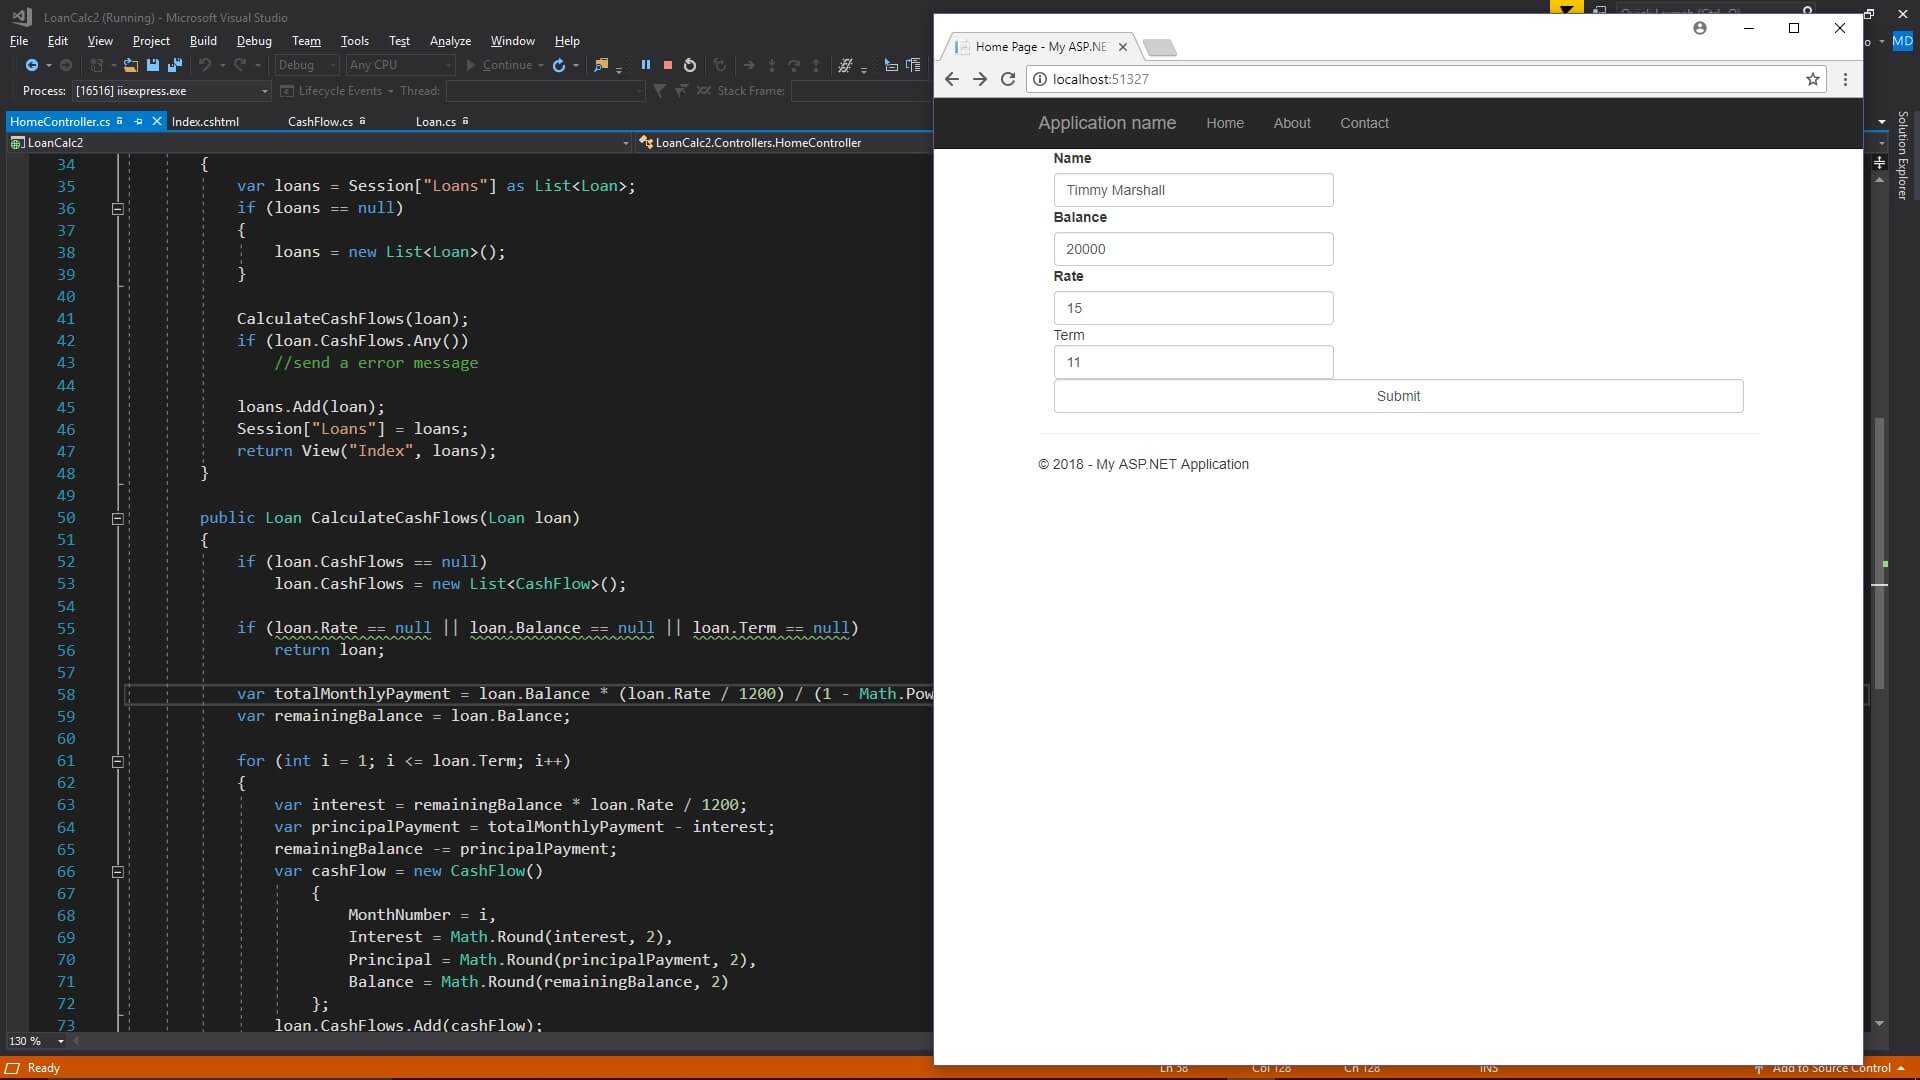 LoanCalc2 (Running) - Microsoft Visual Studio
File Edit View Project Build Debug Team Tools Test Analyze Window Help
Debug Any CPU Continue
Process: [16516] iisexpress.exe Lifecycle Events Thread: Stack Frame:
HomeController.cs Index.cshtml CashFlow.cs Loan.cs
LoanCalc2 LoanCalc2.Controllers.HomeController
34 {
35 var loans = Session["Loans"] as List<Loan>;
36 if (loans == null)
37 {
38 loans = new List<Loan>();
39 }
40
41 CalculateCashFlows(loan);
42 if (loan.CashFlows.Any())
43 //send a error message
44
45 loans.Add(loan);
46 Session["Loans"] = loans;
47 return View("Index", loans);
48 }
49
50 public Loan CalculateCashFlows(Loan loan)
51 {
52 if (loan.CashFlows == null)
53 loan.CashFlows = new List<CashFlow>();
54
55 if (loan.Rate == null || loan.Balance == null || loan.Term == null)
56 return loan;
57
58 var totalMonthlyPayment = loan.Balance * (loan.Rate / 1200) / (1 - Math.Pow
59 var remainingBalance = loan.Balance;
60
61 for (int i = 1; i <= loan.Term; i++)
62 {
63 var interest = remainingBalance * loan.Rate / 1200;
64 var principalPayment = totalMonthlyPayment - interest;
65 remainingBalance -= principalPayment;
66 var cashFlow = new CashFlow()
67 {
68 MonthNumber = i,
69 Interest = Math.Round(interest, 2),
70 Principal = Math.Round(principalPayment, 2),
71 Balance = Math.Round(remainingBalance, 2)
72 };
73 loan.CashFlows.Add(cashFlow);
130 %
Ready
Ln 58 Col 128 Ch 128 INS Add to Source Control
MD
Solution Explorer
Home Page - My ASP.NE
localhost:51327
Application name Home About Contact
Name
Timmy Marshall
Balance
20000
Rate
15
Term
11
Submit
© 2018 - My ASP.NET Application